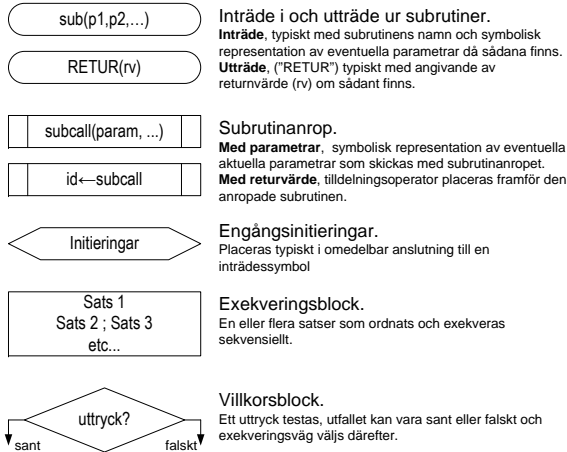 sub(p1,p2,…)
Inträde i och utträde ur subrutiner.
Inträde, typiskt med subrutinens namn och symbolisk
representation av eventuella parametrar då sådana finns.
RETUR(rv)
Utträde, ("RETUR") typiskt med angivande av
returnvärde (rv) om sådant finns.
subcall(param, ...)
Subrutinanrop.
Med parametrar, symbolisk representation av eventuella
aktuella parametrar som skickas med subrutinanropet.
id←subcall
Med returvärde, tilldelningsoperator placeras framför den
anropade subrutinen.
Initieringar
Engångsinitieringar.
Placeras typiskt i omedelbar anslutning till en
inträdessymbol
Sats 1
Sats 2 ; Sats 3
etc...
Exekveringsblock.
En eller flera satser som ordnats och exekveras
sekvensiellt.
uttryck?
sant
falskt
Villkorsblock.
Ett uttryck testas, utfallet kan vara sant eller falskt och
exekveringsväg väljs därefter.